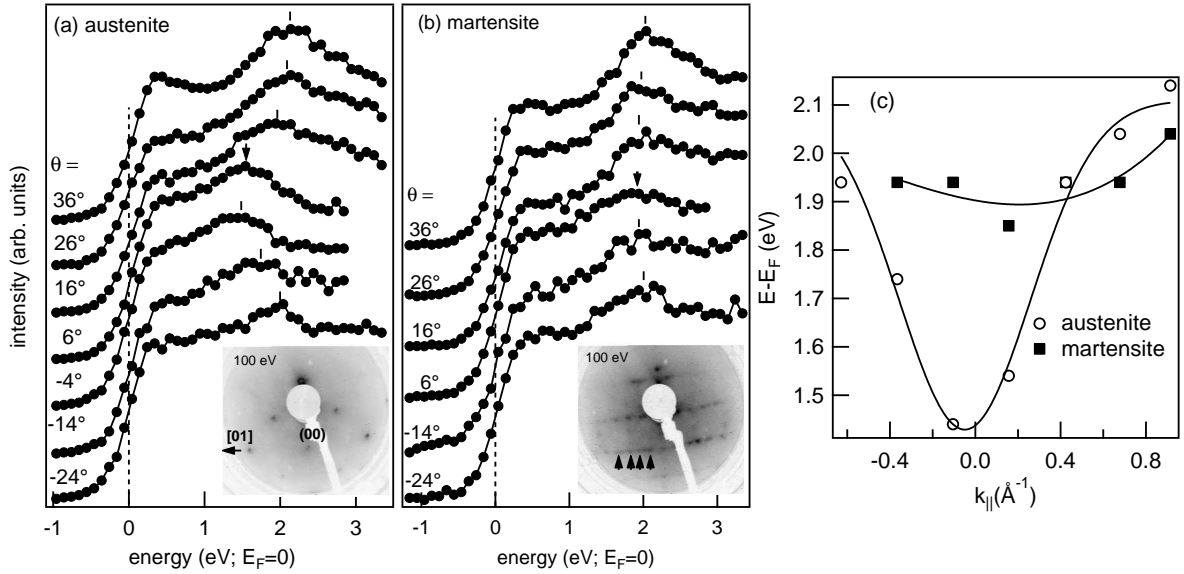 (a) austenite
intensity (arb. units)
θ =
36°
26°
16°
6°
-4°
-14°
-24°
100 eV
[01]
(00)
-1 0 1 2 3
energy (eV; E_F=0)
(b) martensite
θ =
36°
26°
16°
6°
-14°
-24°
100 eV
-1 0 1 2 3
energy (eV; E_F=0)
(c)
E-E_F (eV)
2.1
2.0
1.9
1.8
1.7
1.6
1.5
austenite
martensite
-0.4 0.0 0.4 0.8
k_||(Å^-1)